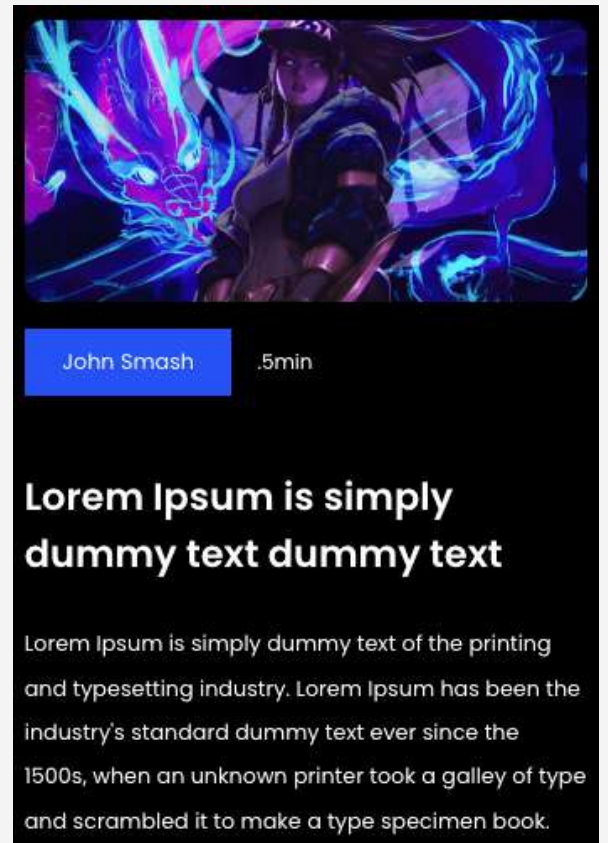 John Smash
.5min
Lorem Ipsum is simply
dummy text dummy text
Lorem Ipsum is simply dummy text of the printing
and typesetting industry. Lorem Ipsum has been the
industry's standard dummy text ever since the
1500s, when an unknown printer took a galley of type
and scrambled it to make a type specimen book.